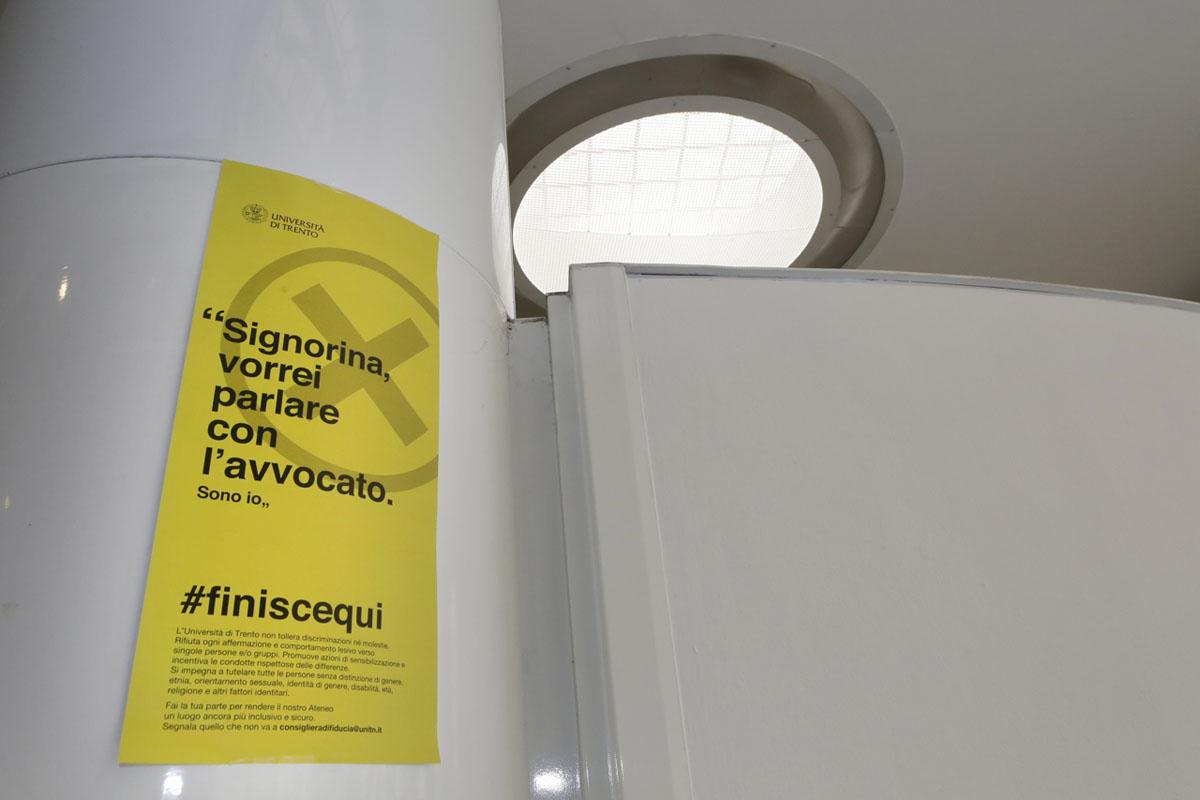 UNIVERSITÀ
DI TRENTO
“Signorina,
vorrei
parlare
con
l’avvocato.
Sono io„
#finiscequi
L’Università di Trento non tollera discriminazioni né molestie.
Rifiuta ogni affermazione e comportamento lesivo verso
singole persone e/o gruppi. Promuove azioni di sensibilizzazione e
incentiva le condotte rispettose delle differenze.
Si impegna a tutelare tutte le persone senza distinzione di genere,
etnia, orientamento sessuale, identità di genere, disabilità, età,
religione e altri fattori identitari.
Fai la tua parte per rendere il nostro Ateneo
un luogo ancora più inclusivo e sicuro.
Segnala quello che non va a consiglieradifiducia@unitn.it